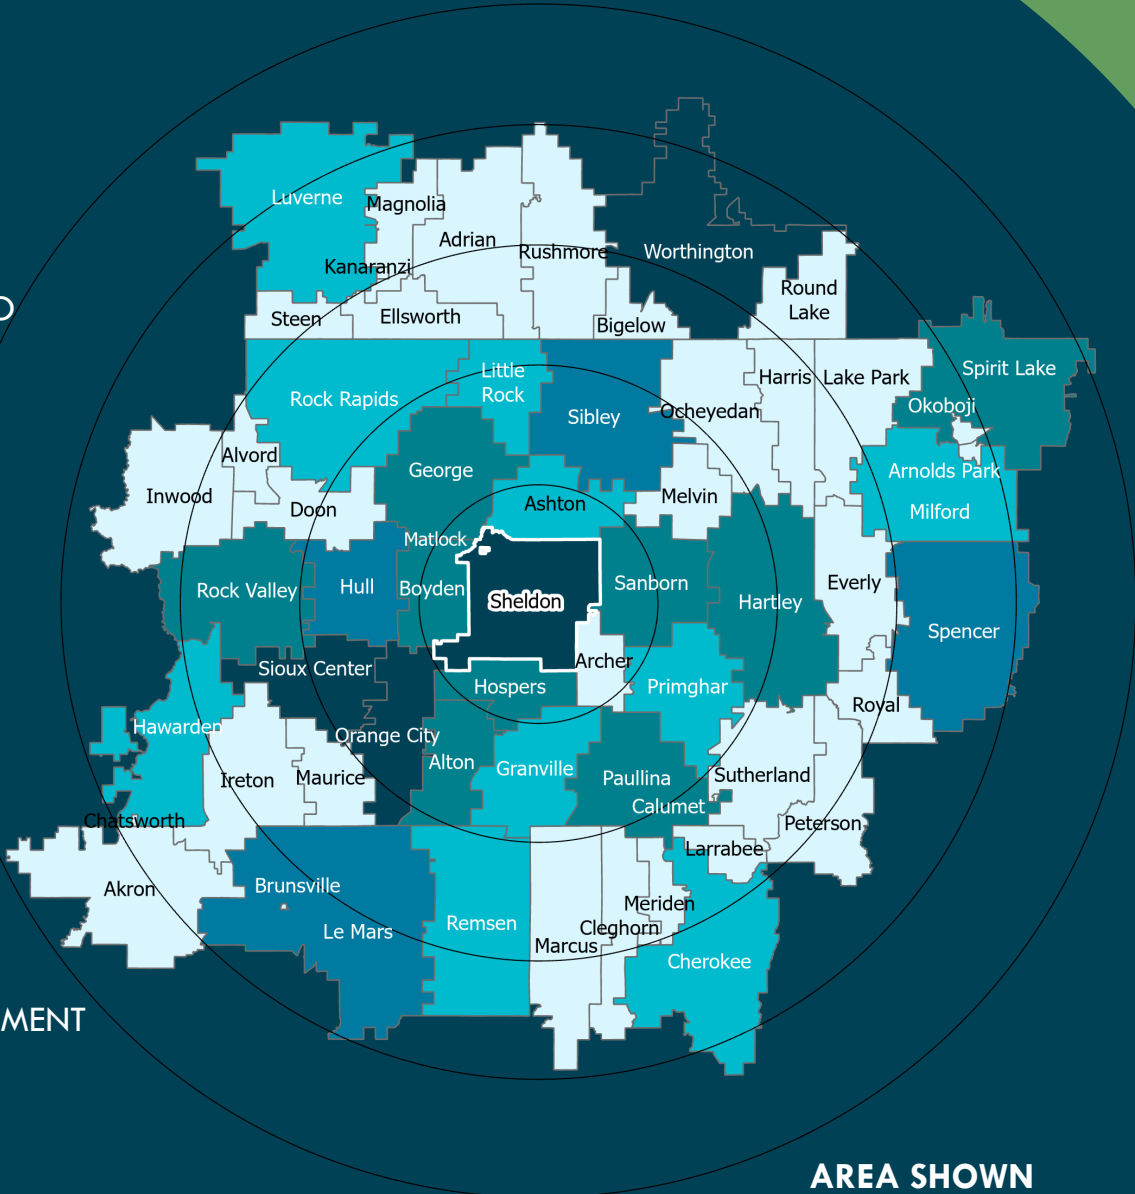 Luverne
Magnolia
Adrian
Rushmore
Worthington
Kanaranzi
Round
Lake
Steen
Ellsworth
Bigelow
Rock Rapids
Little
Rock
Sibley
Ocheyedan
Harris
Lake Park
Spirit Lake
Okoboji
Alvord
George
Arnolds Park
Inwood
Doon
Ashton
Melvin
Milford
Matlock
Rock Valley
Hull
Boyden
Sheldon
Sanborn
Hartley
Everly
Spencer
Sioux Center
Archer
Hospers
Primghar
Royal
Hawarden
Orange City
Alton
Granville
Paullina
Sutherland
Ireton
Maurice
Calumet
Chatsworth
Peterson
Larrabee
Akron
Brunsville
Meriden
Le Mars
Remsen
Cleghorn
Marcus
Cherokee
MENT
AREA SHOWN